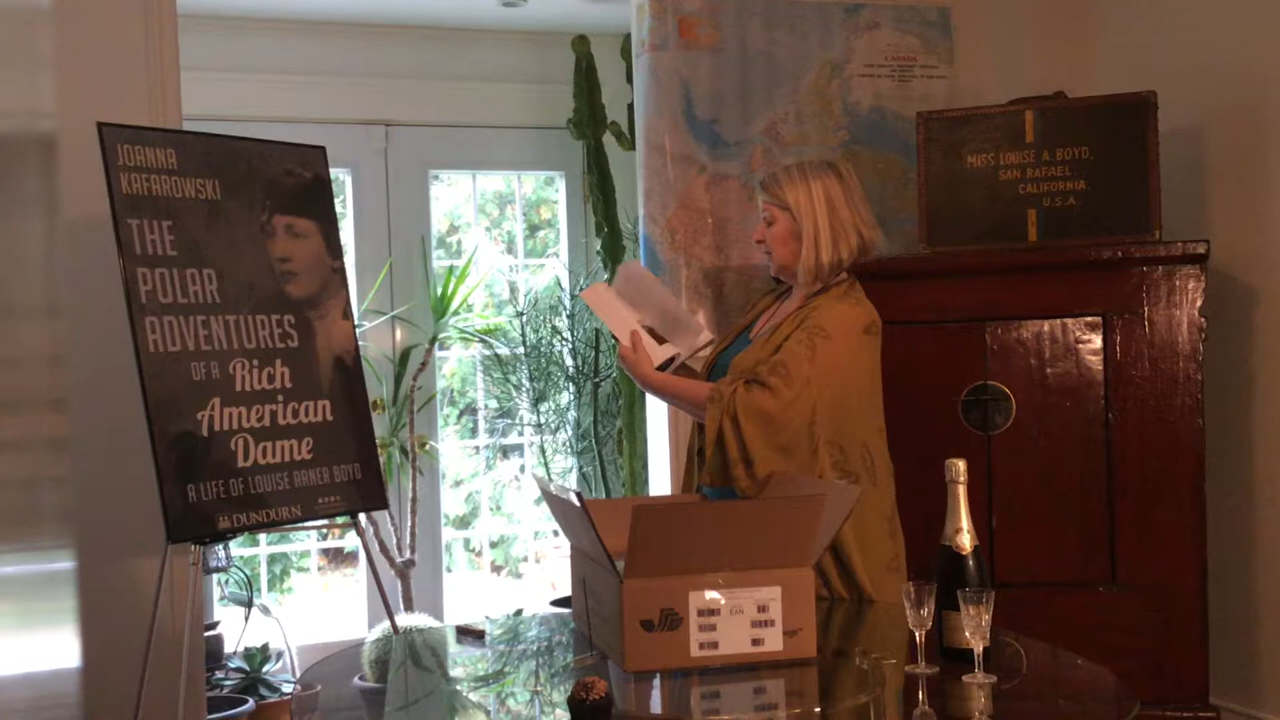 JOANNA
KAFAROWSKI
THE
POLAR
ADVENTURES
OF A Rich
American
Dame
A LIFE OF LOUISE ARNER BOYD
DUNDURN
CANADA
MISS LOUISE A. BOYD,
SAN RAFAEL,
CALIFORNIA.
U.S.A.
EAN